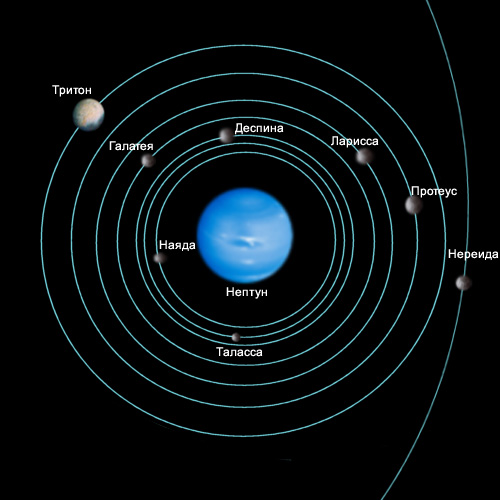 Тритон
Деспина
Ларисса
Галатея
Протеус
Наяда
Нереида
Нептун
Таласса